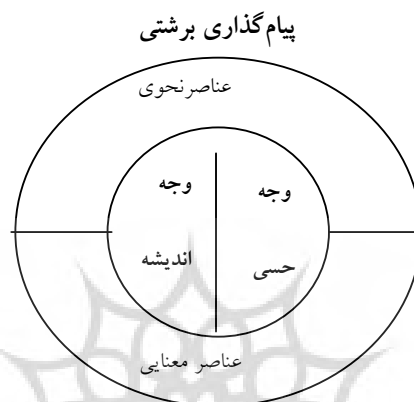 پیام‌گذاری برشتی
عناصرنحوی
وجه
حسی
وجه
اندیشه
عناصر معنایی